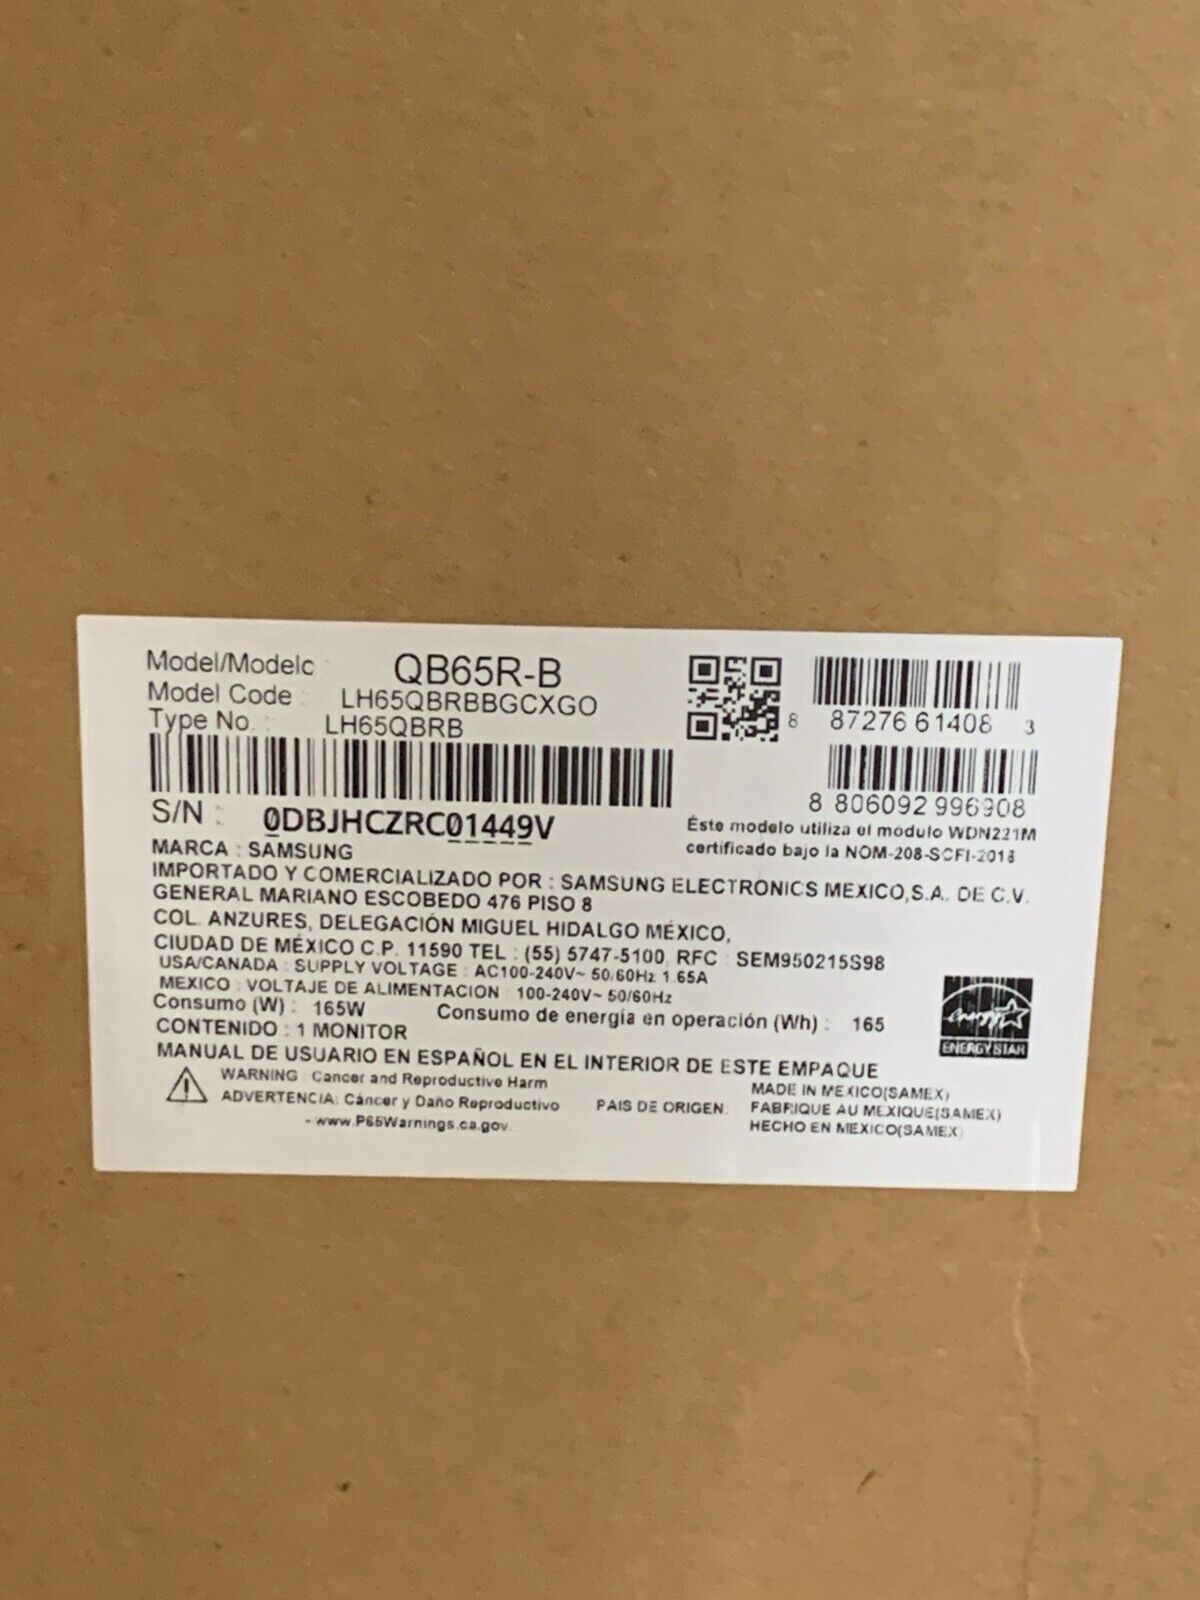 Model/Modelc : QB65R-B
Model Code : LH65QBRBBGCXGO
Type No. : LH65QBRB
8 87276 61408 3
8 806092 996908
S/N : 0DBJHCZRC01449V
Éste modelo utiliza el módulo WDN221M
certificado bajo la NOM-208-SCFI-2016
MARCA : SAMSUNG
IMPORTADO Y COMERCIALIZADO POR : SAMSUNG ELECTRONICS MEXICO,S.A. DE C.V.
GENERAL MARIANO ESCOBEDO 476 PISO 8
COL. ANZURES, DELEGACIÓN MIGUEL HIDALGO MÉXICO,
CIUDAD DE MÉXICO C.P. 11590 TEL : (55) 5747-5100, RFC : SEM950215S98
USA/CANADA : SUPPLY VOLTAGE : AC100-240V~ 50/60Hz 1.65A
MEXICO : VOLTAJE DE ALIMENTACION : 100-240V~ 50/60Hz
Consumo (W) : 165W Consumo de energía en operación (Wh) : 165
CONTENIDO : 1 MONITOR
MANUAL DE USUARIO EN ESPAÑOL EN EL INTERIOR DE ESTE EMPAQUE
energy
ENERGY STAR
WARNING : Cancer and Reproductive Harm
ADVERTENCIA: Cáncer y Daño Reproductivo
- www.P65Warnings.ca.gov.
PAIS DE ORIGEN:
MADE IN MEXICO(SAMEX)
FABRIQUE AU MEXIQUE(SAMEX)
HECHO EN MEXICO(SAMEX)